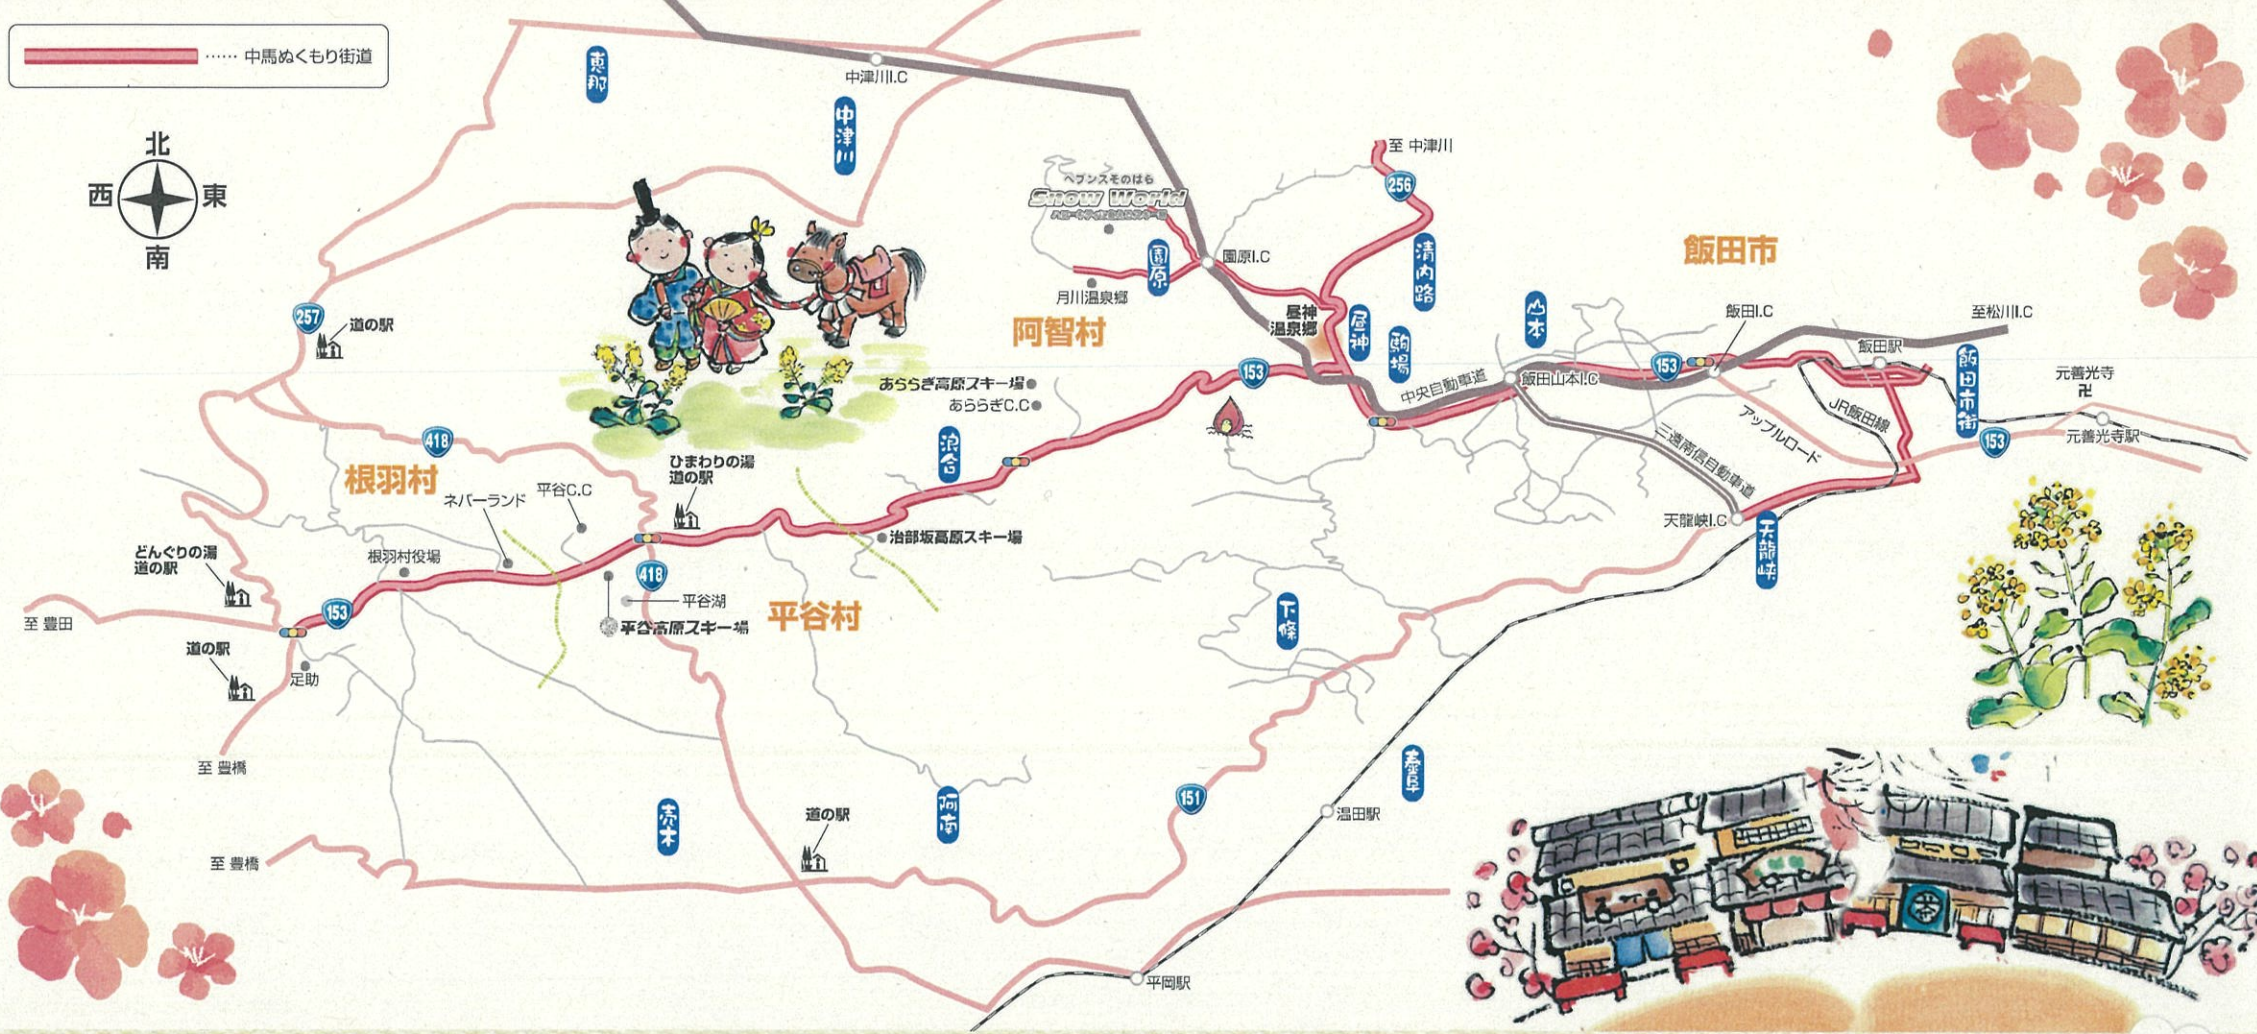 ‥‥‥ 中馬ぬくもり街道
北
西
東
南
恵那
中津川I.C
中津川
至 中津川
256
ヘブンスそのはら
Snow World
園原
園原I.C
月川温泉郷
清内路
阿智村
昼神
温泉郷
昼神
駒場
山本
飯田市
飯田I.C
至松川I.C
飯田駅
飯田市街
元善光寺
卍
元善光寺駅
153
153
153
中央自動車道
飯田山本I.C
アップルロード
JR飯田線
三遠南信自動車道
天龍峡I.C
天龍峡
257
道の駅
418
根羽村
あららぎ高原スキー場
あららぎC.C
浪合
ひまわりの湯
道の駅
平谷C.C
ネバーランド
根羽村役場
治部坂高原スキー場
418
平谷湖
平谷高原スキー場
平谷村
どんぐりの湯
道の駅
153
至 豊田
道の駅
足助
至 豊橋
至 豊橋
売木
道の駅
阿南
下條
151
泰阜
温田駅
平岡駅
茶